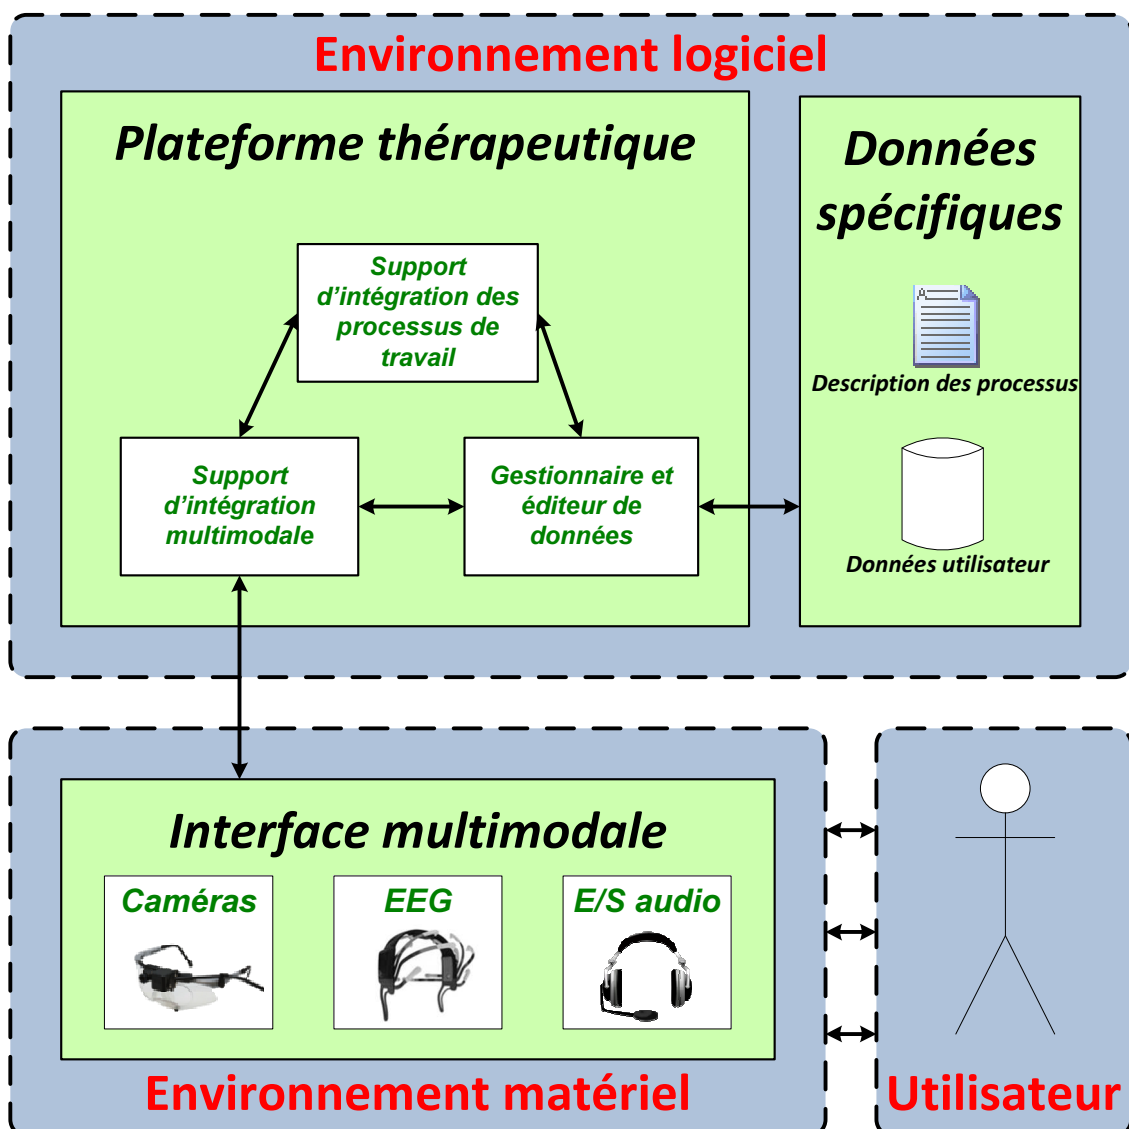 Environnement logiciel
Plateforme thérapeutique
Support
d'intégration des
processus de
travail
Support
d'intégration
multimodale
Gestionnaire et
éditeur de
données
Données
spécifiques
Description des processus
Données utilisateur
Interface multimodale
Caméras
EEG
E/S audio
Environnement matériel
Utilisateur